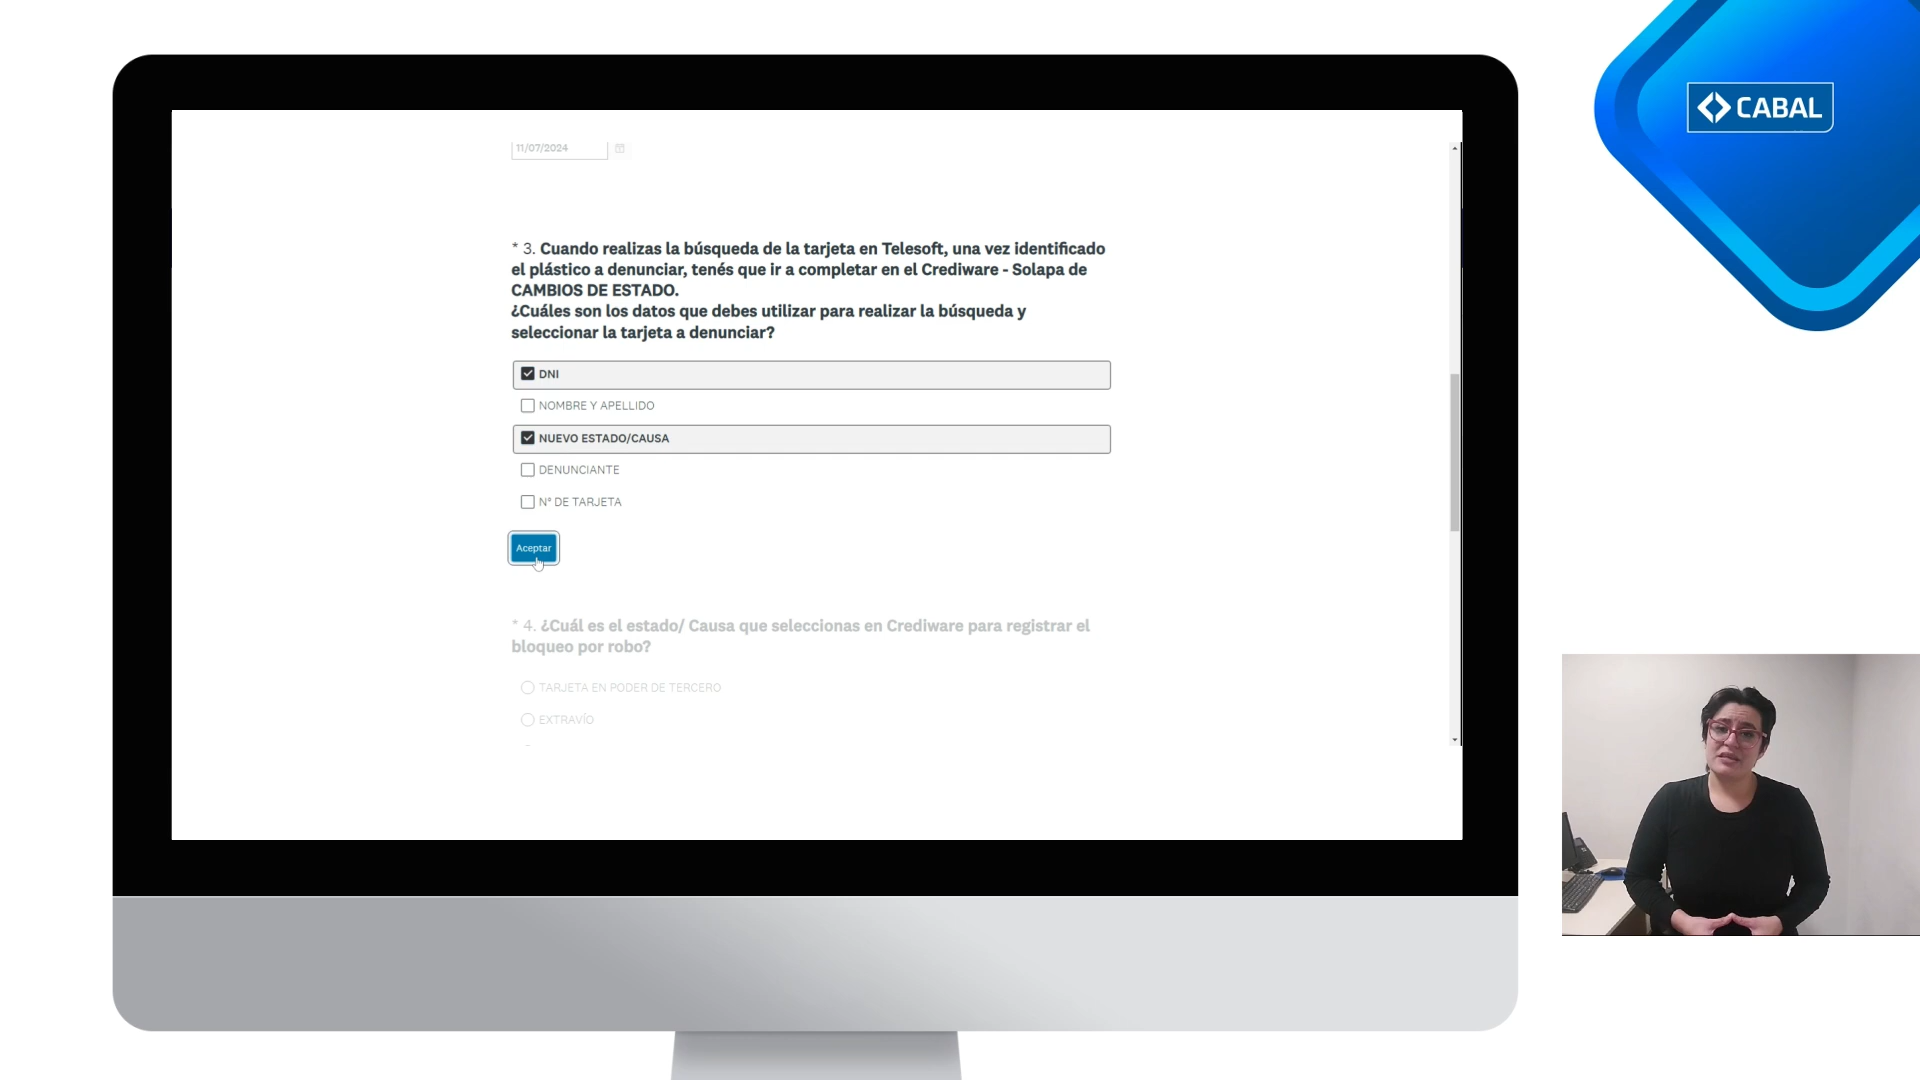 CABAL
11/07/2024
* 3. Cuando realizas la búsqueda de la tarjeta en Telesoft, una vez identificado
el plástico a denunciar, tenés que ir a completar en el Crediware - Solapa de
CAMBIOS DE ESTADO.
¿Cuáles son los datos que debes utilizar para realizar la búsqueda y
seleccionar la tarjeta a denunciar?
DNI
NOMBRE Y APELLIDO
NUEVO ESTADO/CAUSA
DENUNCIANTE
N° DE TARJETA
Aceptar
* 4. ¿Cuál es el estado/ Causa que seleccionas en Crediware para registrar el
bloqueo por robo?
TARJETA EN PODER DE TERCERO
EXTRAVÍO